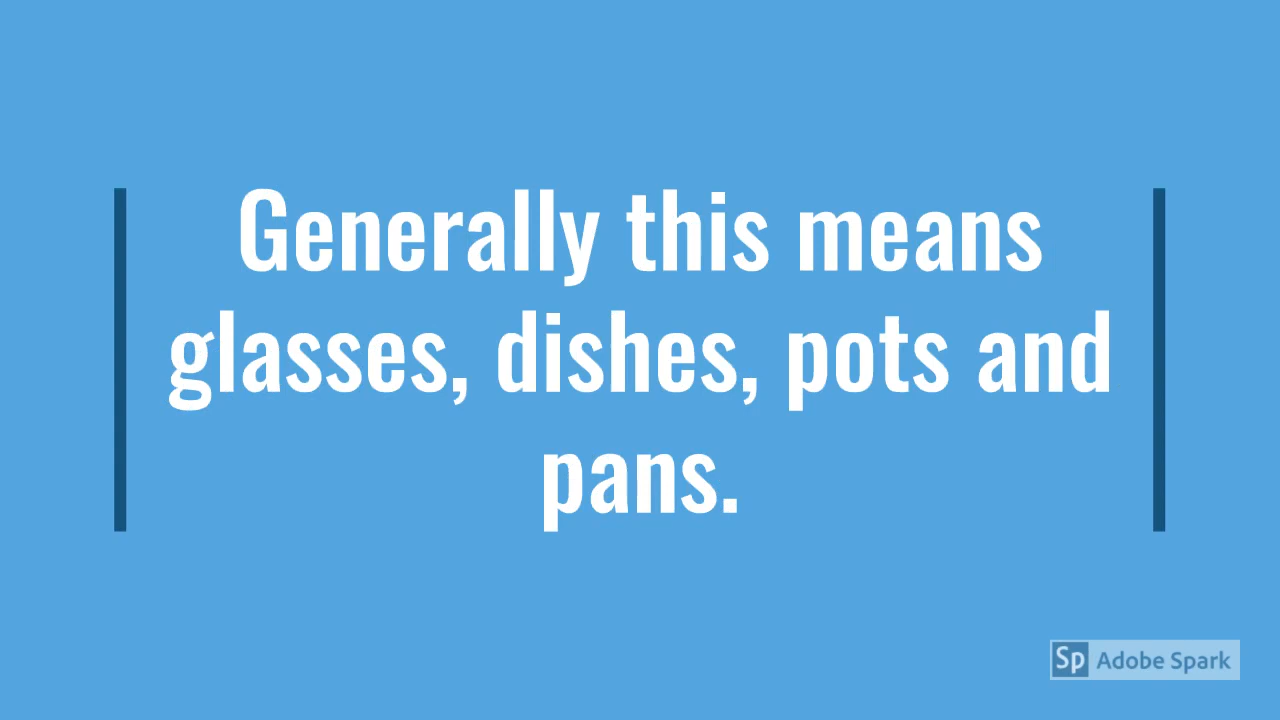 Generally this means
glasses, dishes, pots and
pans.
Sp Adobe Spark